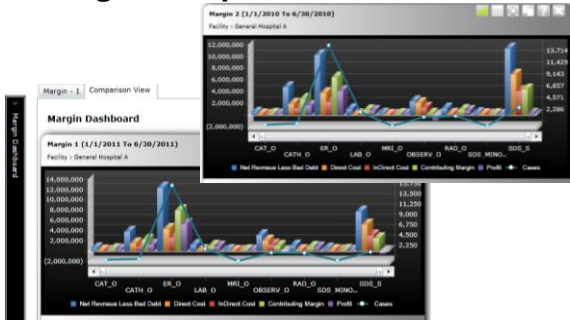 Margin 2 (1/1/2010 To 6/30/2010)
Facility : General Hospital A
12,000,000
10,000,000
8,000,000
6,000,000
4,000,000
2,000,000
(2,000,000)
13,714
11,429
9,143
6,857
4,571
2,286
CAT_O
CATH_O
ER_O
LAB_O
MRI_O
OBSERV_O
RAD_O
SDS_MINO..
SDS_S
Net Revneue Less Bad Debt Direct Cost InDirect Cost Contributing Margin Profit Cases
Margin - 1 Comparison View
Margin Dashboard
Margin Dashboard
Margin 1 (1/1/2011 To 6/30/2011)
Facility : General Hospital A
14,000,000
12,000,000
10,000,000
8,000,000
6,000,000
4,000,000
2,000,000
(2,000,000)
13,500
11,250
9,000
6,750
4,500
2,250
CAT_O
CATH_O
ER_O
LAB_O
MRI_O
OBSERV_O
RAD_O
SDS_MINO..
SDS_S
Net Revneue Less Bad Debt Direct Cost InDirect Cost Contributing Margin Profit Cases